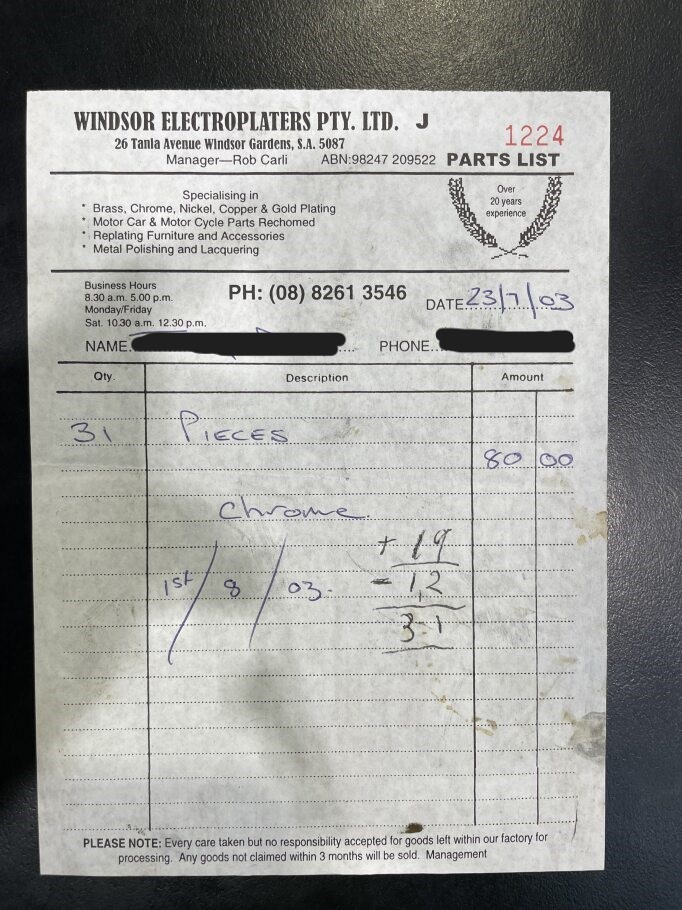 WINDSOR ELECTROPLATERS PTY. LTD. J
26 Tanla Avenue Windsor Gardens, S.A. 5087
1224
Manager—Rob Carli ABN:98247 209522 PARTS LIST
Specialising in
* Brass, Chrome, Nickel, Copper & Gold Plating
* Motor Car & Motor Cycle Parts Rechomed
* Replating Furniture and Accessories
* Metal Polishing and Lacquering
Over
20 years
experience
Business Hours
8.30 a.m. 5.00 p.m.
Monday/Friday
Sat. 10.30 a.m. 12.30 p.m.
PH: (08) 8261 3546
DATE 23/7/03
NAME PHONE
Qty. Description Amount
31 PIECES
80 00
Chrome.
+ 19
- 12
31
1st/8/03.
PLEASE NOTE: Every care taken but no responsibility accepted for goods left within our factory for
processing. Any goods not claimed within 3 months will be sold. Management